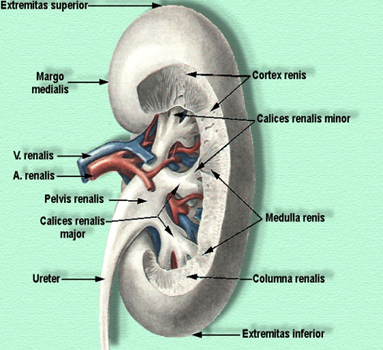 Extremitas superior
Margo
medialis
Cortex renis
Calices renalis minor
V. renalis
A. renalis
Pelvis renalis
Calices renalis
major
Medulla renis
Ureter
Columna renalis
Extremitas inferior